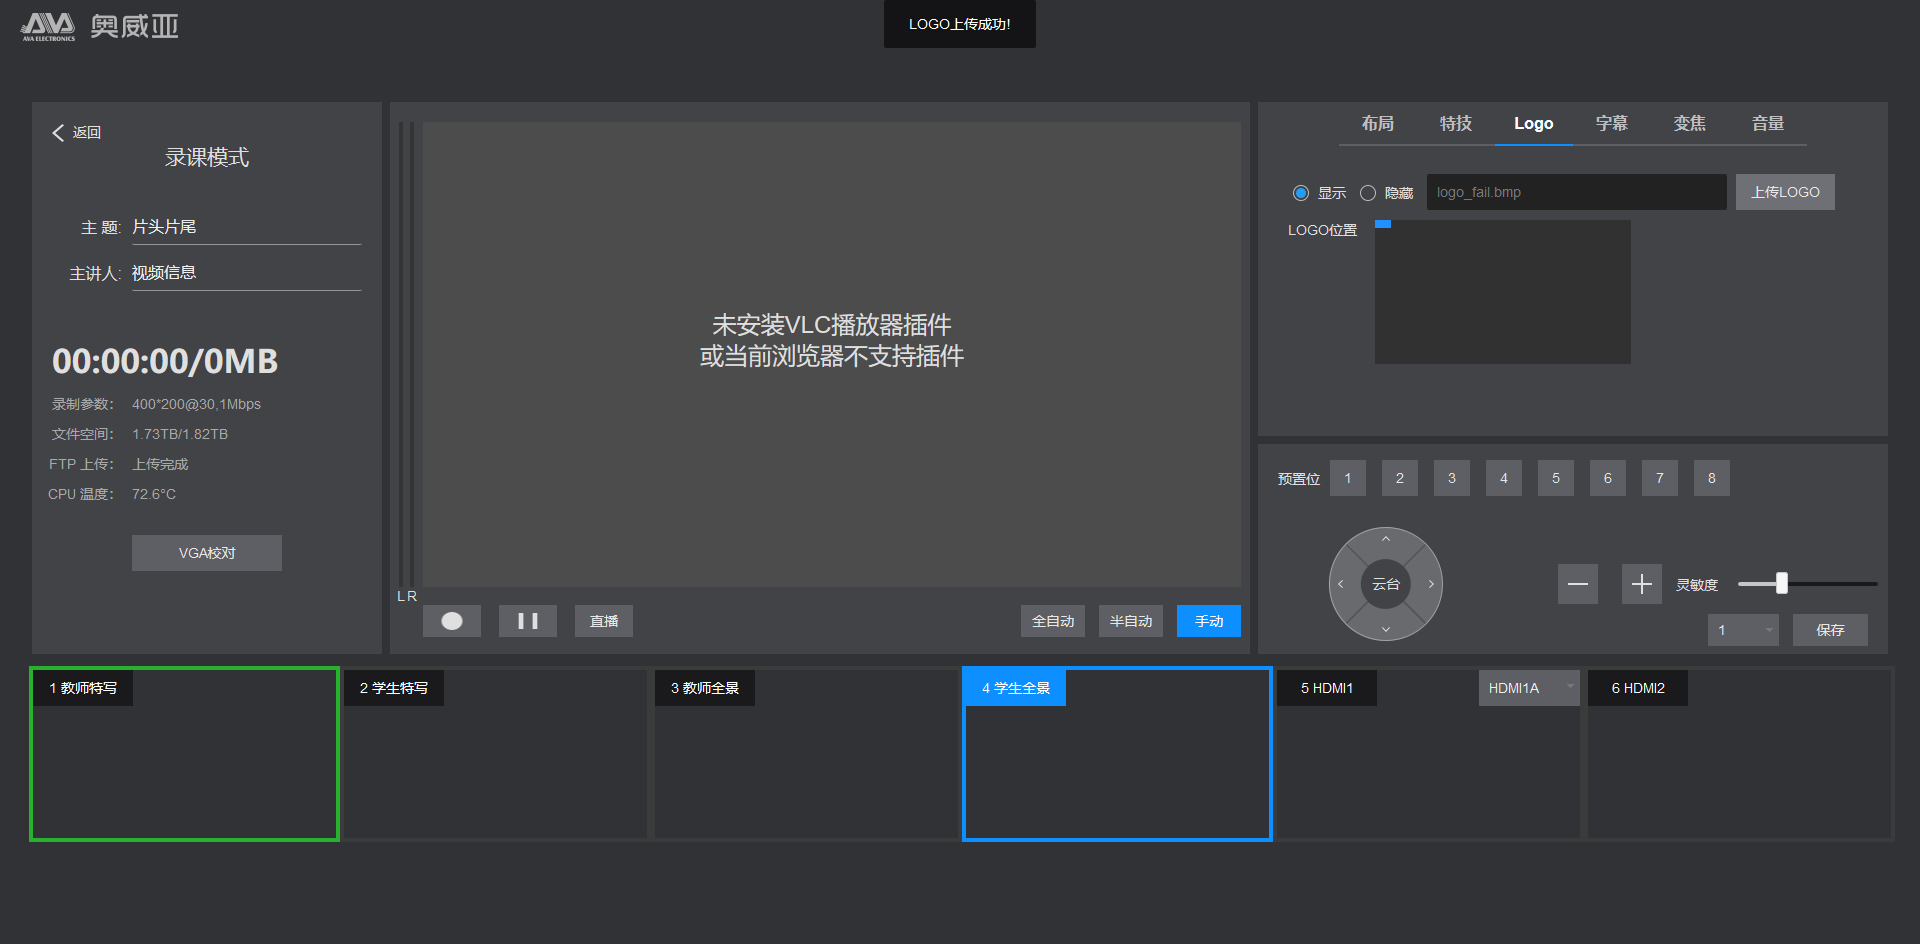 AVA ELECTRONICS
奥威亚
LOGO上传成功!
返回
录课模式
主 题: 片头片尾
主讲人: 视频信息
00:00:00/0MB
录制参数: 400*200@30,1Mbps
文件空间: 1.73TB/1.82TB
FTP 上传: 上传完成
CPU 温度: 72.6°C
VGA校对
未安装VLC播放器插件
或当前浏览器不支持插件
L R
直播
全自动 半自动 手动
布局 特技 Logo 字幕 变焦 音量
显示 隐藏 logo_fail.bmp 上传LOGO
LOGO位置
预置位 1 2 3 4 5 6 7 8
云台
灵敏度
1 保存
1 教师特写
2 学生特写
3 教师全景
4 学生全景
5 HDMI1
HDMI1A
6 HDMI2